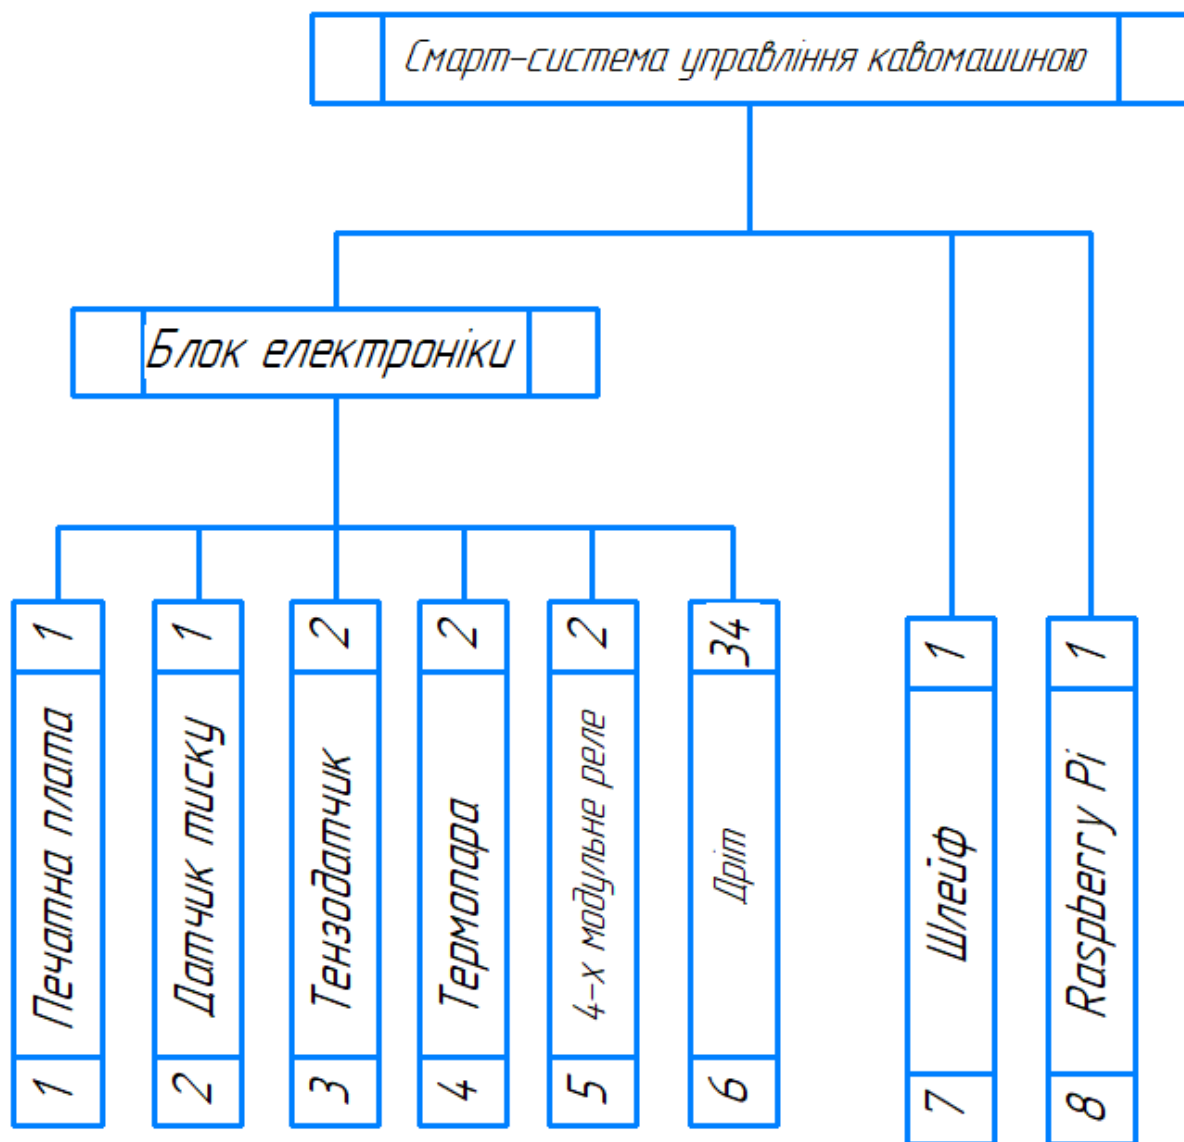 Смарт-система управління кавомашиною
Блок електроніки
1
Печатна плата
1
1
Датчик тиску
2
2
Тензодатчик
3
2
Термопара
4
2
4-х модульне реле
5
34
Дріт
6
1
Шлейф
7
1
Raspberry Pi
8